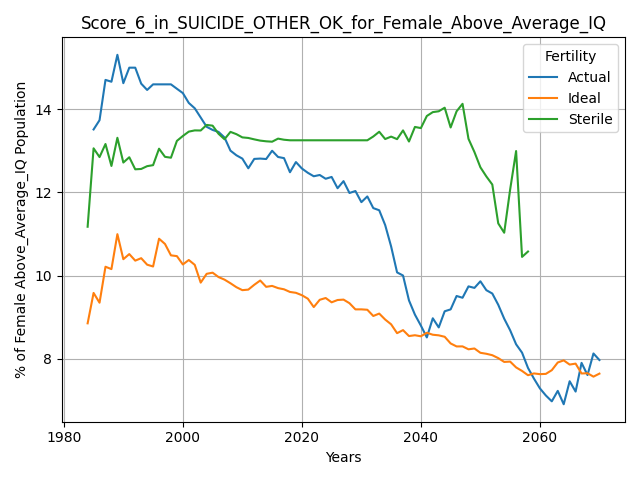 Score_6_in_SUICIDE_OTHER_OK_for_Female_Above_Average_IQ
% of Female Above_Average_IQ Population
14
12
10
8
Fertility
Actual
Ideal
Sterile
1980
2000
2020
2040
2060
Years